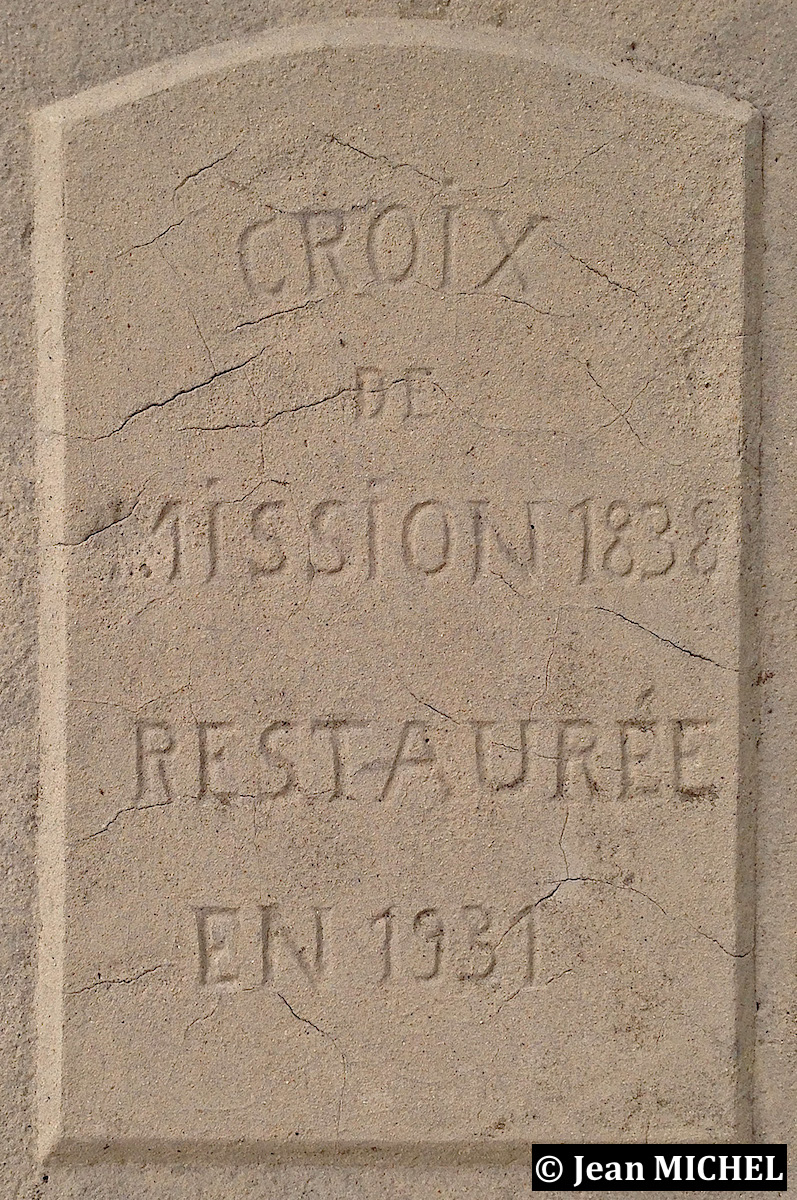 CROIX
DE
MISSION 1838
RESTAURÉE
EN 1931
© Jean MICHEL